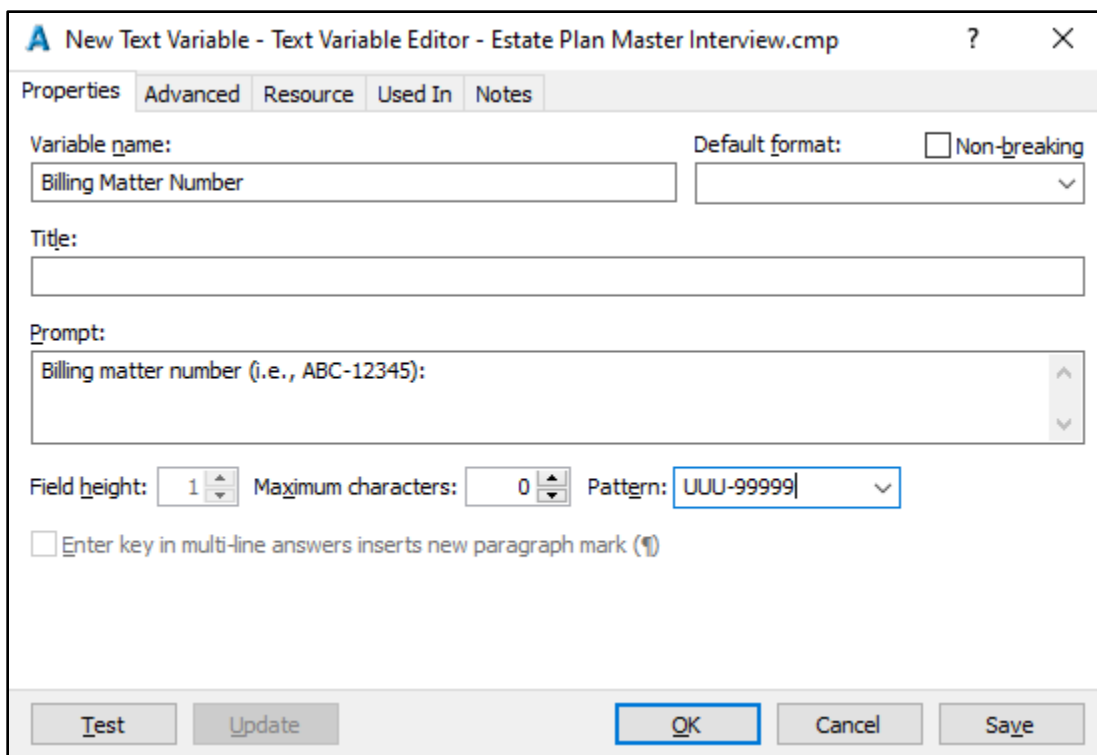 New Text Variable - Text Variable Editor - Estate Plan Master Interview.cmp ?
Properties Advanced Resource Used In Notes
Variable name: Default format: Non-breaking
Billing Matter Number
Title:
Prompt:
Billing matter number (i.e., ABC-12345):
Field height: 1 Maximum characters: 0 Pattern: UUU-99999
Enter key in multi-line answers inserts new paragraph mark (¶)
Test Update OK Cancel Save